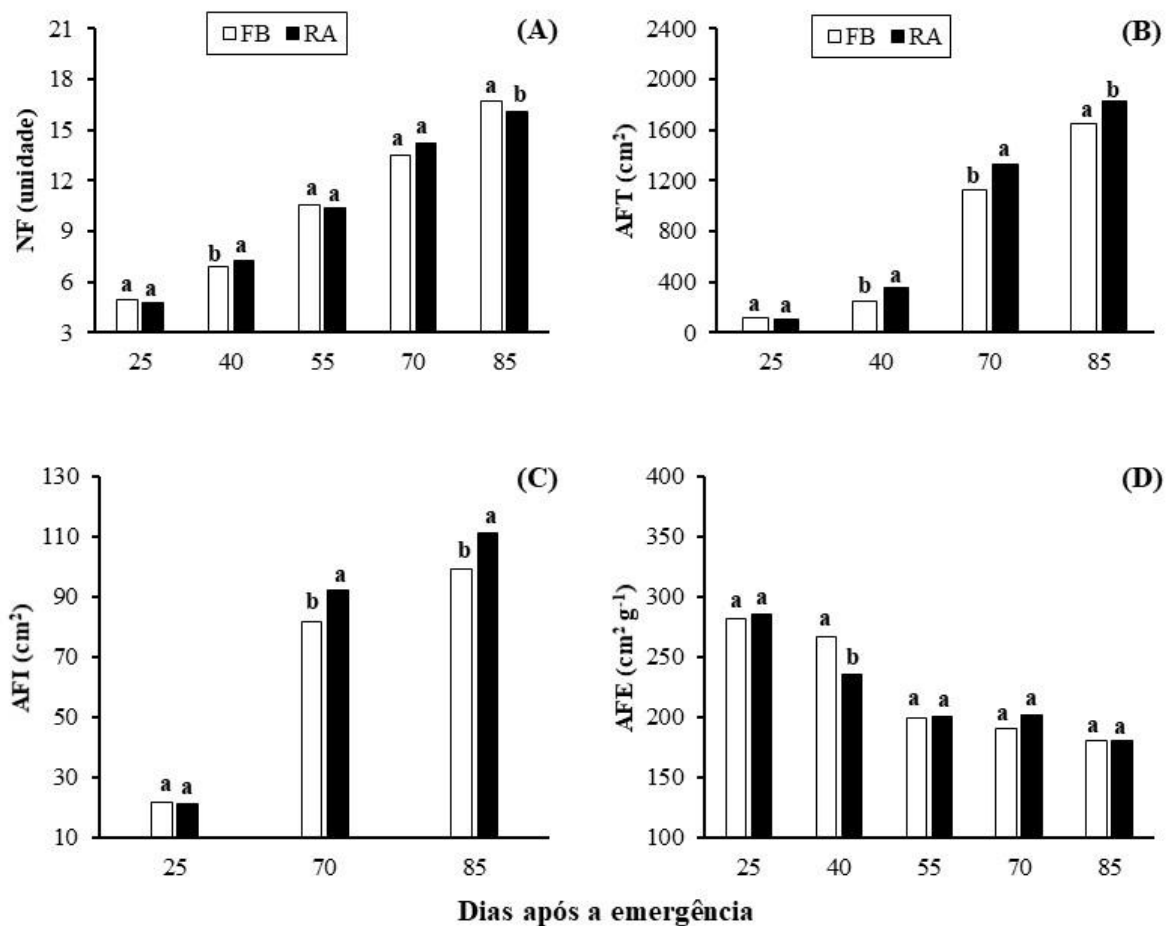 FB RA
(A)
NF (unidade)
21
18
15
12
9
6
3
a a
b a
a a
a a
a b
25 40 55 70 85
FB RA
(B)
AFT (cm²)
2400
2000
1600
1200
800
400
0
a a
b a
b a
a b
25 40 70 85
(C)
AFI (cm²)
130
110
90
70
50
30
10
a a
b a
b a
25 70 85
(D)
AFE (cm² g⁻¹)
400
350
300
250
200
150
100
a a
a b
a a
a a
a a
25 40 55 70 85
Dias após a emergência